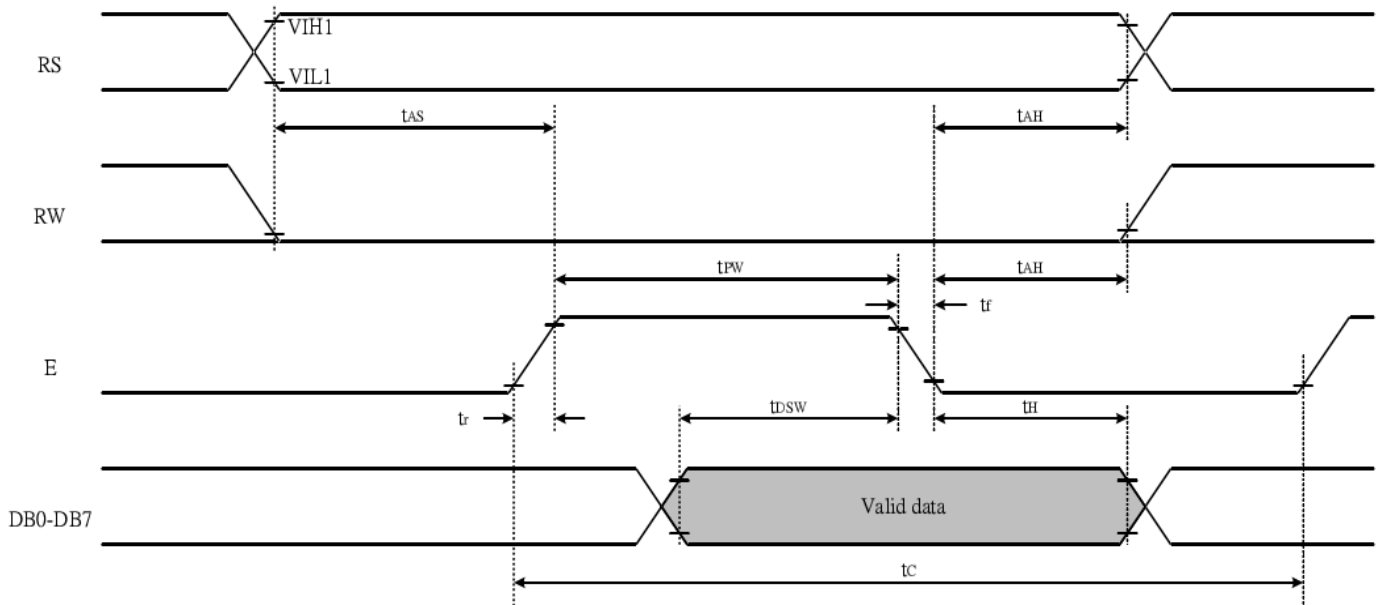 VIH1
RS
VIL1
tAS
tAH
RW
tPW
tAH
tf
E
tr
tDSW
tH
DB0-DB7
Valid data
tC